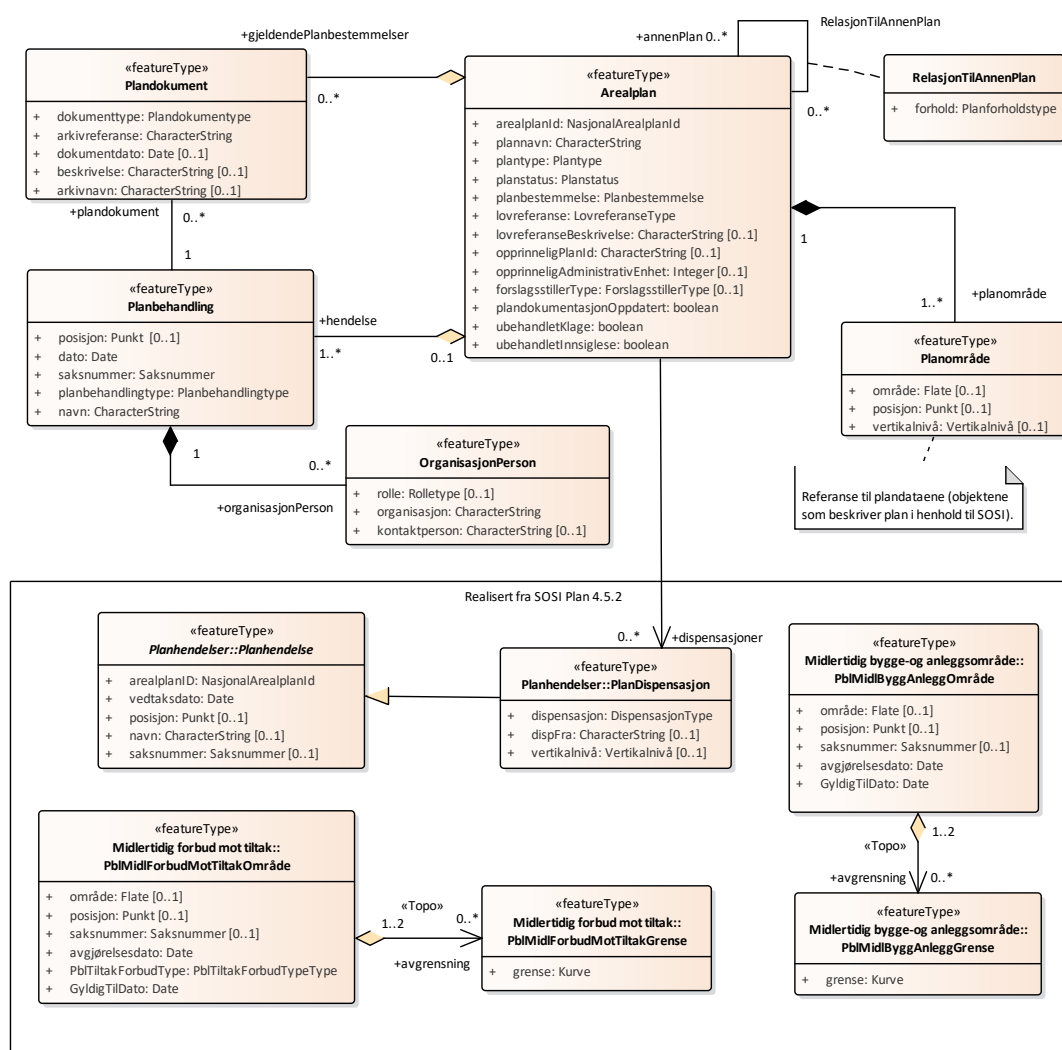 +gjeldendePlanbestemmelser
0..*
«featureType»
Plandokument
+ dokumenttype: Plandokumentype
+ arkivreferanse: CharacterString
+ dokumentdato: Date [0..1]
+ beskrivelse: CharacterString [0..1]
+ arkivnavn: CharacterString [0..1]
+plandokument
0..*
1
«featureType»
Arealplan
+ arealplanId: NasjonalArealplanId
+ plannavn: CharacterString
+ plantype: Plantype
+ planstatus: Planstatus
+ planbestemmelse: Planbestemmelse
+ lovreferanse: LovreferanseType
+ lovreferanseBeskrivelse: CharacterString [0..1]
+ opprinneligPlanId: CharacterString [0..1]
+ opprinneligAdministrativEnhet: Integer [0..1]
+ forslagsstillerType: ForslagsstillerType [0..1]
+ plandokumentasjonOppdatert: boolean
+ ubehandletKlage: boolean
+ ubehandletInnsiglese: boolean
+annenPlan 0..*
RelasjonTilAnnenPlan
0..*
RelasjonTilAnnenPlan
+ forhold: Planforholdstype
1
1..*
+planområde
«featureType»
Planområde
+ område: Flate [0..1]
+ posisjon: Punkt [0..1]
+ vertikalnivå: Vertikalnivå [0..1]
Referanse til plandataene (objektene
som beskriver plan i henhold til SOSI).
«featureType»
Planbehandling
+ posisjon: Punkt [0..1]
+ dato: Date
+ saksnummer: Saksnummer
+ planbehandlingtype: Planbehandlingtype
+ navn: CharacterString
+hendelse
1..*
0..1
1
0..*
+organisasjonPerson
«featureType»
OrganisasjonPerson
+ rolle: Rolletype [0..1]
+ organisasjon: CharacterString
+ kontaktperson: CharacterString [0..1]
Realisert fra SOSI Plan 4.5.2
0..*
+dispensasjoner
«featureType»
Planhendelser::Planhendelse
+ arealplanID: NasjonalArealplanId
+ vedtaksdato: Date
+ posisjon: Punkt [0..1]
+ navn: CharacterString [0..1]
+ saksnummer: Saksnummer [0..1]
«featureType»
Planhendelser::PlanDispensasjon
+ dispensasjon: DispensasjonType
+ dispFra: CharacterString [0..1]
+ vertikalnivå: Vertikalnivå [0..1]
«featureType»
Midlertidig bygge-og anleggsområde::
PblMidlByggAnleggOmråde
+ område: Flate [0..1]
+ posisjon: Punkt [0..1]
+ saksnummer: Saksnummer [0..1]
+ avgjørelsesdato: Date
+ GyldigTilDato: Date
1..2
«Topo»
+avgrensning
0..*
«featureType»
Midlertidig bygge-og anleggsområde::
PblMidlByggAnleggGrense
+ grense: Kurve
«featureType»
Midlertidig forbud mot tiltak::
PblMidlForbudMotTiltakOmråde
+ område: Flate [0..1]
+ posisjon: Punkt [0..1]
+ saksnummer: Saksnummer [0..1]
+ avgjørelsesdato: Date
+ PblTiltakForbudType: PblTiltakForbudTypeType
+ GyldigTilDato: Date
«Topo»
1..2
0..*
+avgrensning
«featureType»
Midlertidig forbud mot tiltak::
PblMidlForbudMotTiltakGrense
+ grense: Kurve